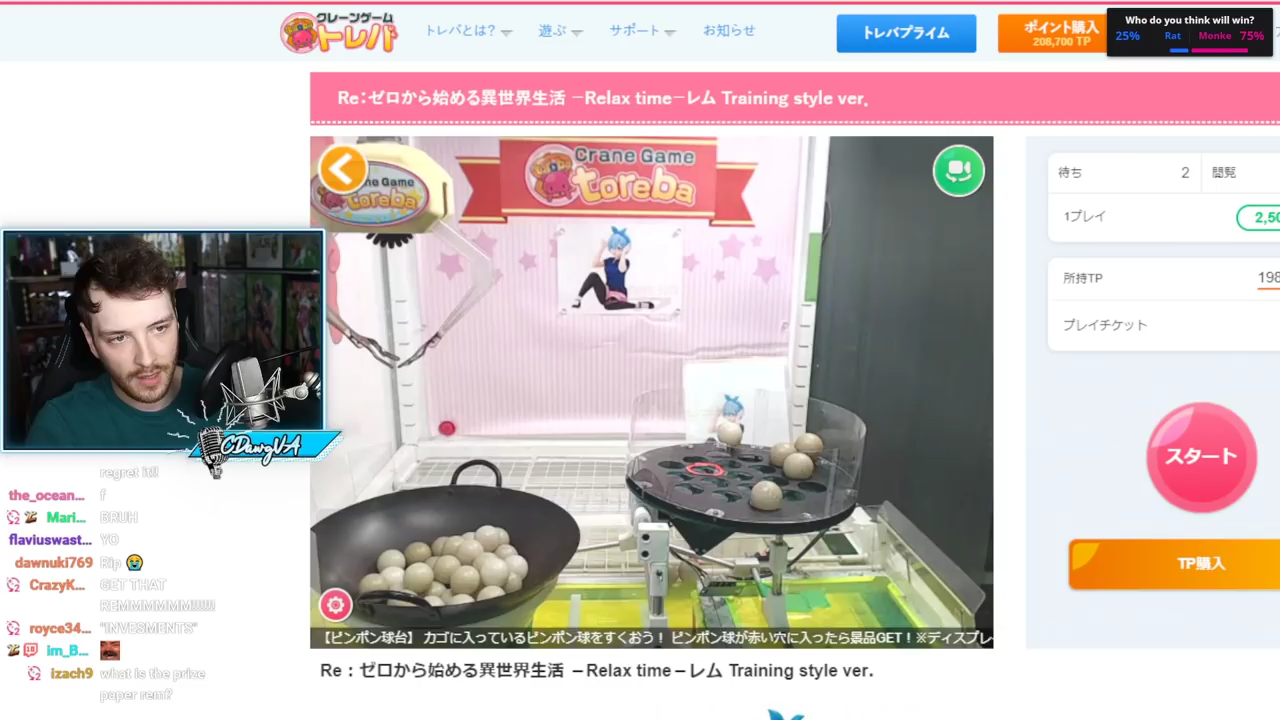 クレーンゲーム
トレバ
トレバとは?
遊ぶ
サポート
お知らせ
トレバプライム
ポイント購入
208,700 TP
Who do you think will win?
25% Rat Monke 75%
Re:ゼロから始める異世界生活 −Relax time−レム Training style ver.
Crane Game
toreba
ne Game
toreba
待ち 2
閲覧
1プレイ 2,50
所持TP 198
プレイチケット
スタート
TP購入
CDawgVA
regret it!!
the_ocean... f
Mari... BRUH
flaviuswast... YO
dawnuki769 Rip
CrazyK... GET THAT
REMMMMMM!!!!!!
royce34... "INVESMENTS"
im_B...
izach9 what is the prize
paper rem?
【ピンポン球台】 カゴに入っているピンポン球をすくおう! ピンポン球が赤い穴に入ったら景品GET!※ディスプレ
Re:ゼロから始める異世界生活 −Relax time−レム Training style ver.